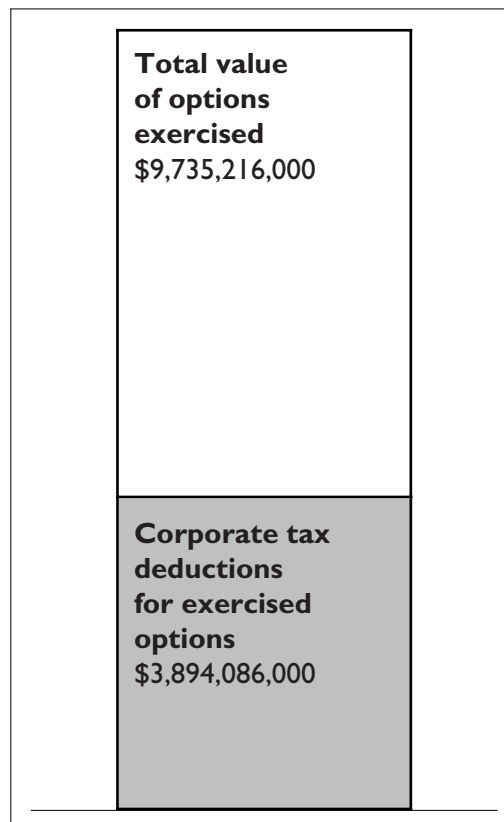 Total value
of options
exercised
$9,735,216,000
Corporate tax
deductions
for exercised
options
$3,894,086,000